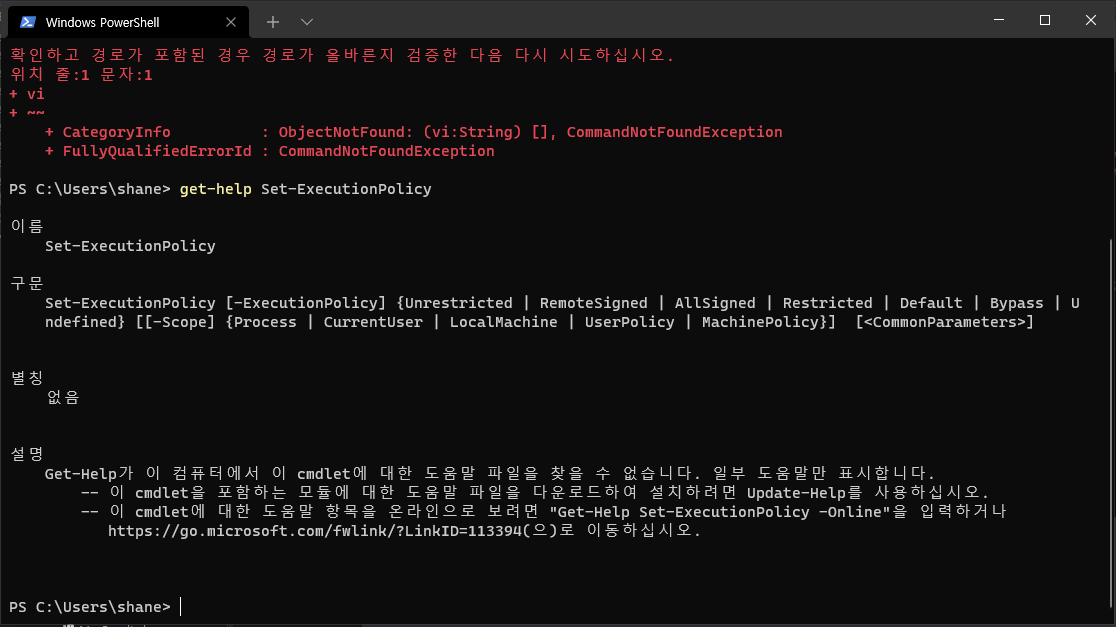 Windows PowerShell
확인하고 경로가 포함된 경우 경로가 올바른지 검증한 다음 다시 시도하십시오.
위치 줄:1 문자:1
+ vi
+ ~~
    + CategoryInfo          : ObjectNotFound: (vi:String) [], CommandNotFoundException
    + FullyQualifiedErrorId : CommandNotFoundException
PS C:\Users\shane> get-help Set-ExecutionPolicy
이름
    Set-ExecutionPolicy
구문
    Set-ExecutionPolicy [-ExecutionPolicy] {Unrestricted | RemoteSigned | AllSigned | Restricted | Default | Bypass | U
    ndefined} [[-Scope] {Process | CurrentUser | LocalMachine | UserPolicy | MachinePolicy}]  [<CommonParameters>]
별칭
    없음
설명
    Get-Help가 이 컴퓨터에서 이 cmdlet에 대한 도움말 파일을 찾을 수 없습니다. 일부 도움말만 표시합니다.
        -- 이 cmdlet을 포함하는 모듈에 대한 도움말 파일을 다운로드하여 설치하려면 Update-Help를 사용하십시오.
        -- 이 cmdlet에 대한 도움말 항목을 온라인으로 보려면 "Get-Help Set-ExecutionPolicy -Online"을 입력하거나
           https://go.microsoft.com/fwlink/?LinkID=113394(으)로 이동하십시오.
PS C:\Users\shane>